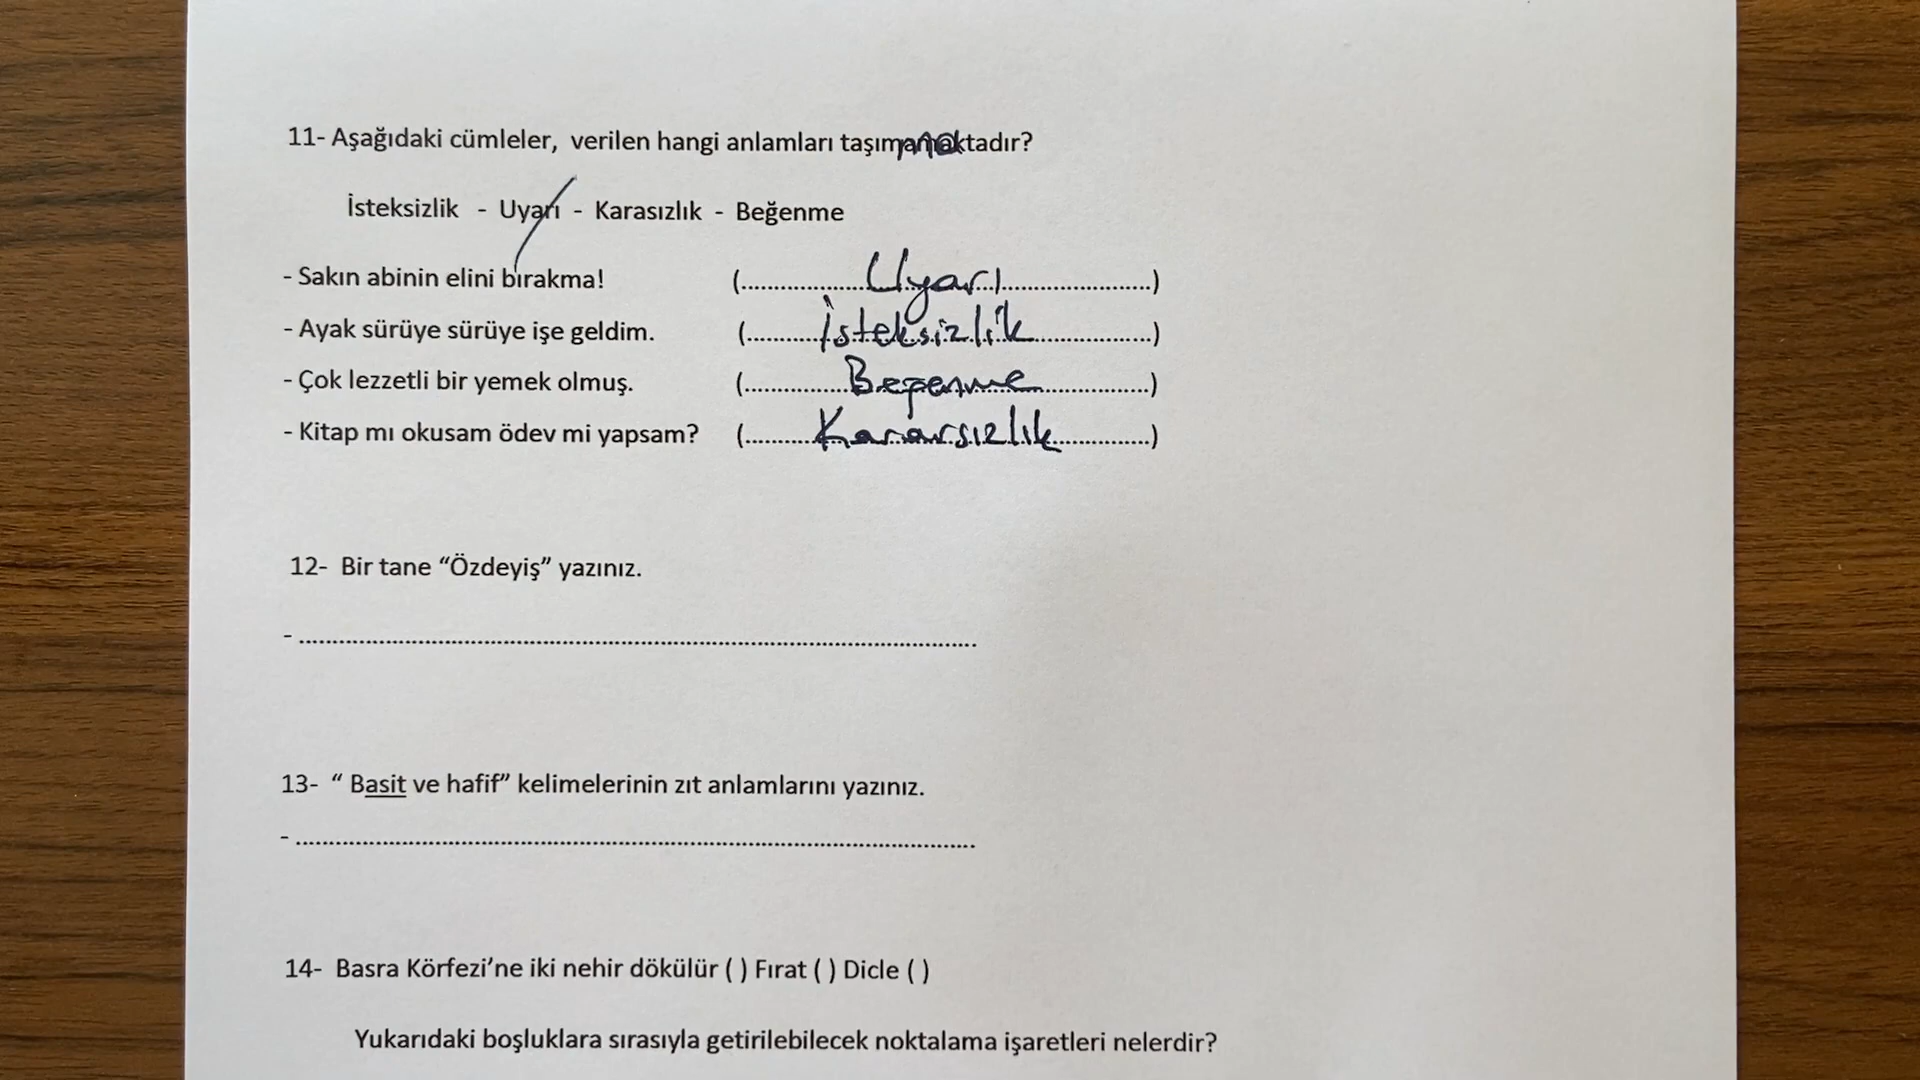 11- Aşağıdaki cümleler, verilen hangi anlamları taşımaktadır?
İsteksizlik - Uyarı - Karasızlık - Beğenme
- Sakın abinin elini bırakma! (..................Uyarı......................)
- Ayak sürüye sürüye işe geldim. (...........İsteksizlik.................)
- Çok lezzetli bir yemek olmuş. (..............Begenme................)
- Kitap mı okusam ödev mi yapsam? (..........Kararsızlık.............)
12- Bir tane “Özdeyiş” yazınız.
- ......................................................................................................
13- “ Basit ve hafif” kelimelerinin zıt anlamlarını yazınız.
- ......................................................................................................
14- Basra Körfezi’ne iki nehir dökülür ( ) Fırat ( ) Dicle ( )
Yukarıdaki boşluklara sırasıyla getirilebilecek noktalama işaretleri nelerdir?